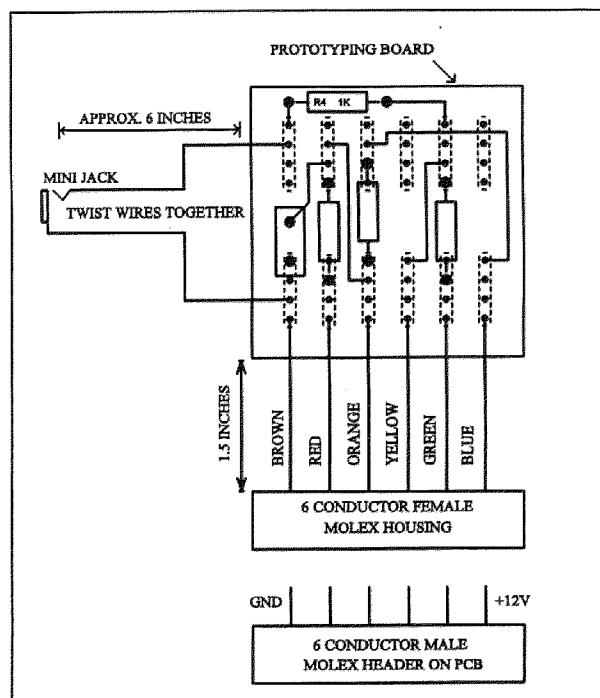 PROTOTYPING BOARD
R4 1K
APPROX. 6 INCHES
MINI JACK
TWIST WIRES TOGETHER
1.5 INCHES
BROWN
RED
ORANGE
YELLOW
GREEN
BLUE
6 CONDUCTOR FEMALE
MOLEX HOUSING
GND
+12V
6 CONDUCTOR MALE
MOLEX HEADER ON PCB